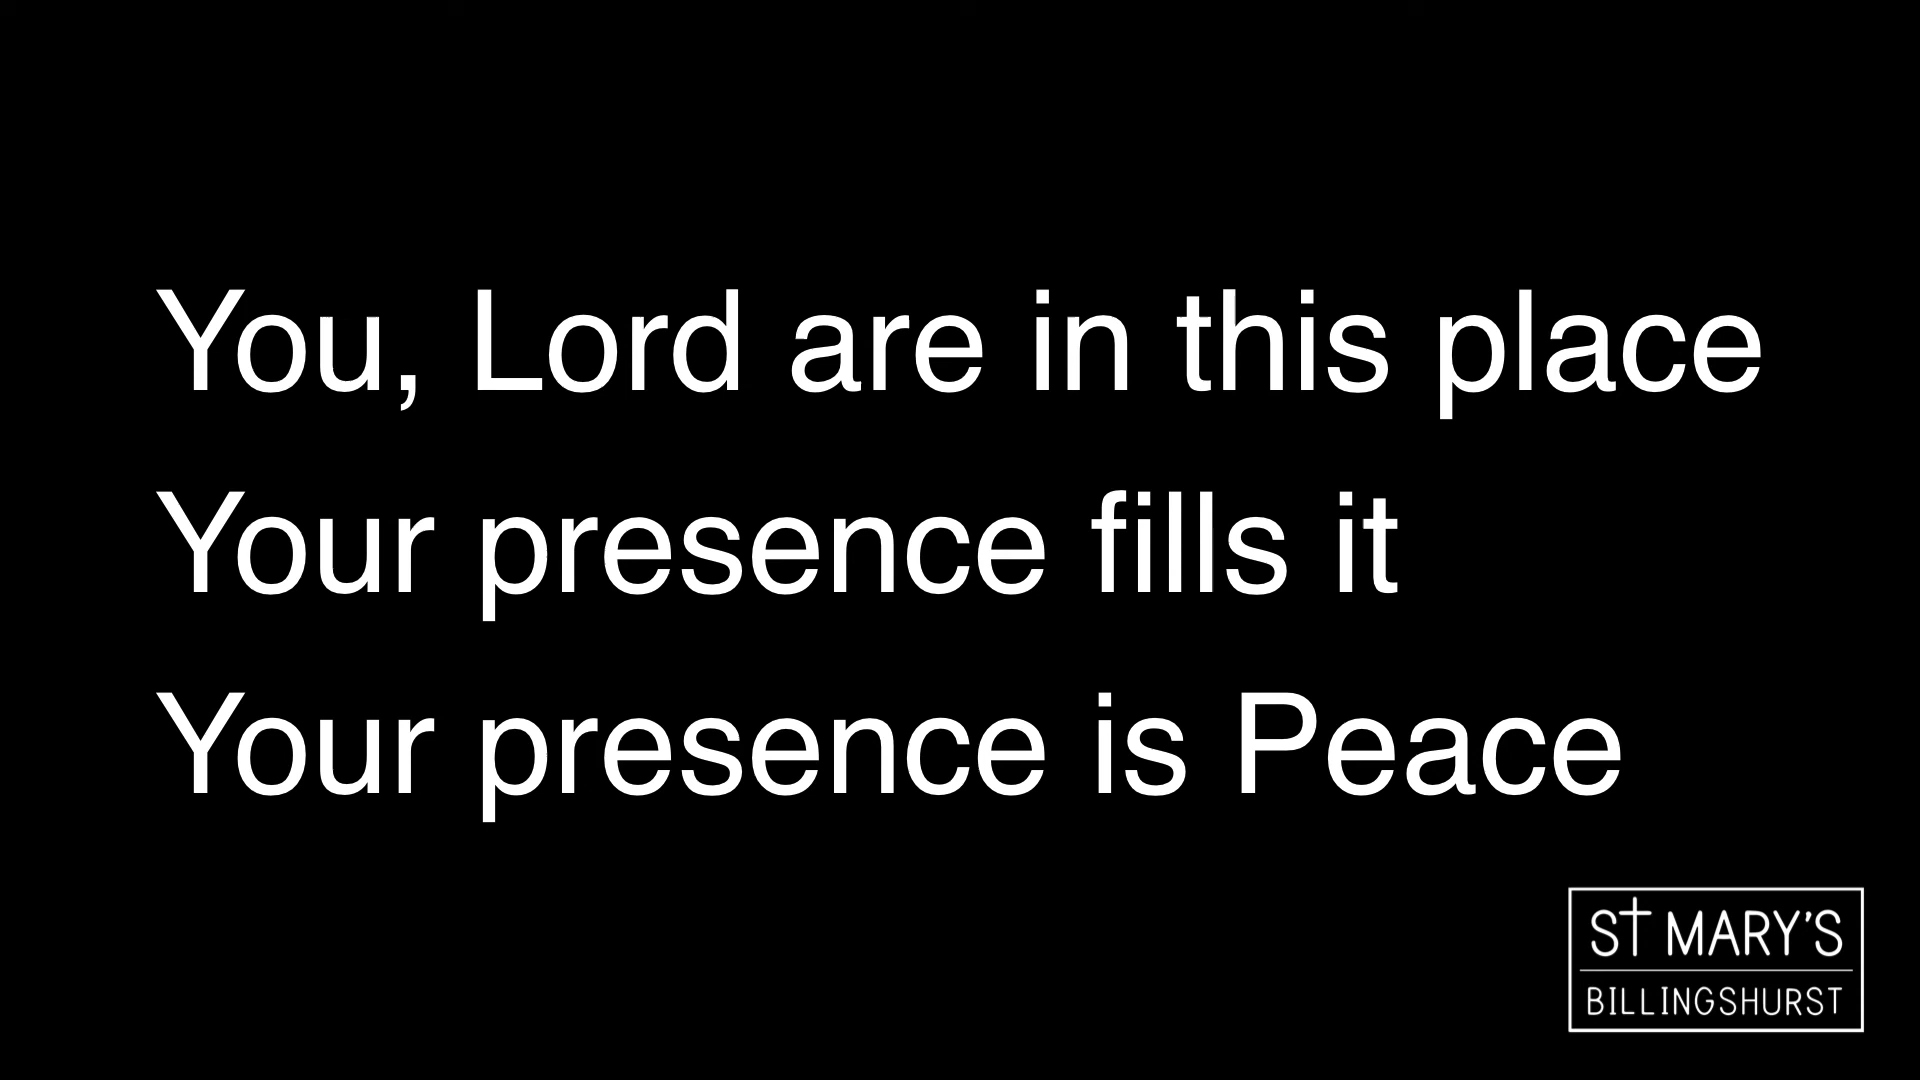 You, Lord are in this place
Your presence fills it
Your presence is Peace
ST MARY'S
BILLINGSHURST